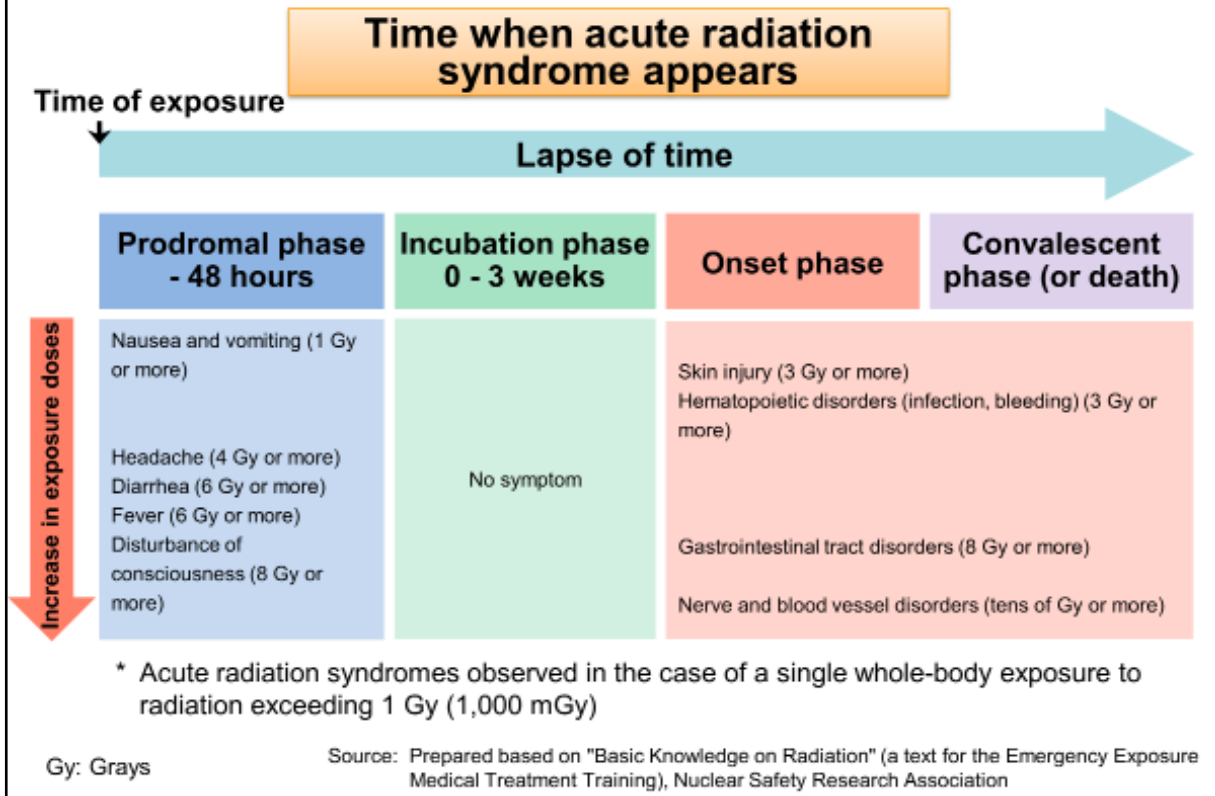 Time when acute radiation
syndrome appears
Time of exposure
Lapse of time
Prodromal phase
- 48 hours
Incubation phase
0 - 3 weeks
Onset phase
Convalescent
phase (or death)
Increase in exposure doses
Nausea and vomiting (1 Gy
or more)
Headache (4 Gy or more)
Diarrhea (6 Gy or more)
Fever (6 Gy or more)
Disturbance of
consciousness (8 Gy or
more)
No symptom
Skin injury (3 Gy or more)
Hematopoietic disorders (infection, bleeding) (3 Gy or
more)
Gastrointestinal tract disorders (8 Gy or more)
Nerve and blood vessel disorders (tens of Gy or more)
* Acute radiation syndromes observed in the case of a single whole-body exposure to
radiation exceeding 1 Gy (1,000 mGy)
Gy: Grays
Source: Prepared based on "Basic Knowledge on Radiation" (a text for the Emergency Exposure
Medical Treatment Training), Nuclear Safety Research Association